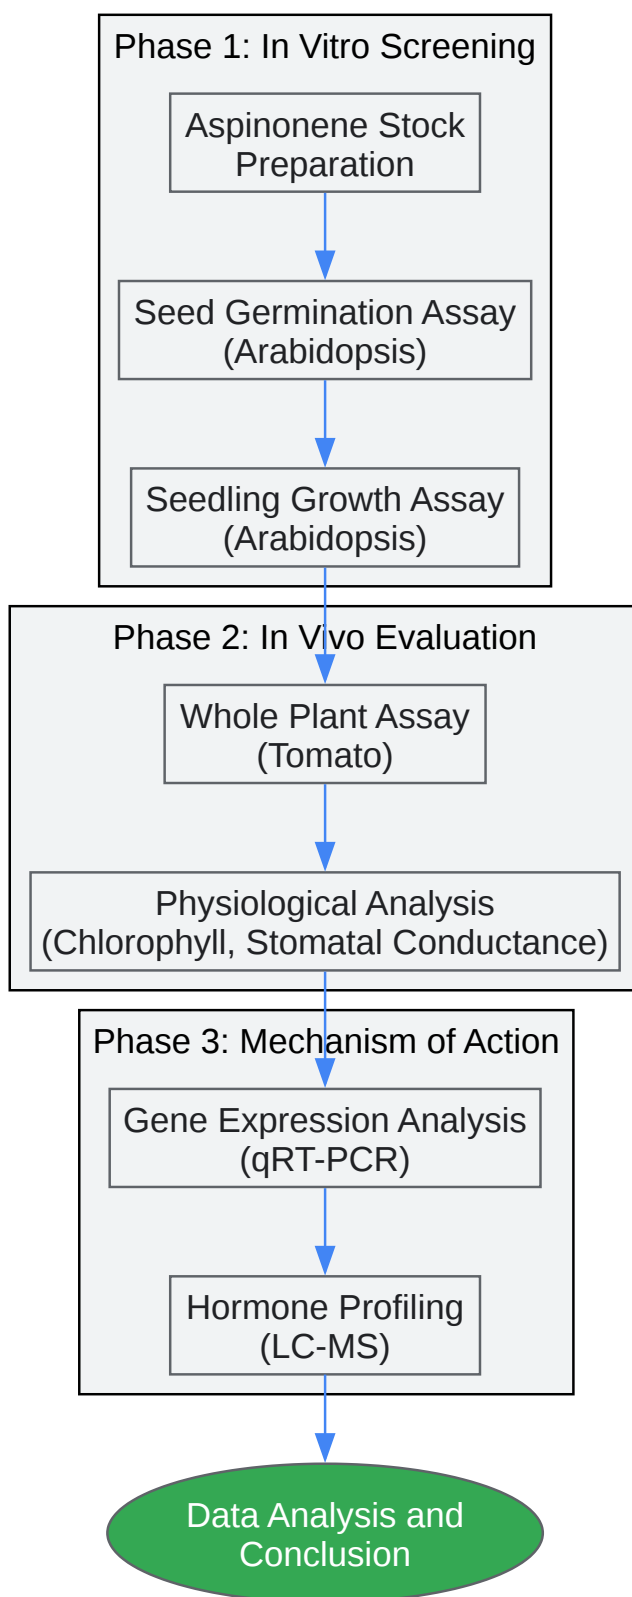 Phase 1: In Vitro Screening
Aspinonene Stock
Preparation
Seed Germination Assay
(Arabidopsis)
Seedling Growth Assay
(Arabidopsis)
Phase 2: In Vivo Evaluation
Whole Plant Assay
(Tomato)
Physiological Analysis
(Chlorophyll, Stomatal Conductance)
Phase 3: Mechanism of Action
Gene Expression Analysis
(qRT-PCR)
Hormone Profiling
(LC-MS)
Data Analysis and
Conclusion